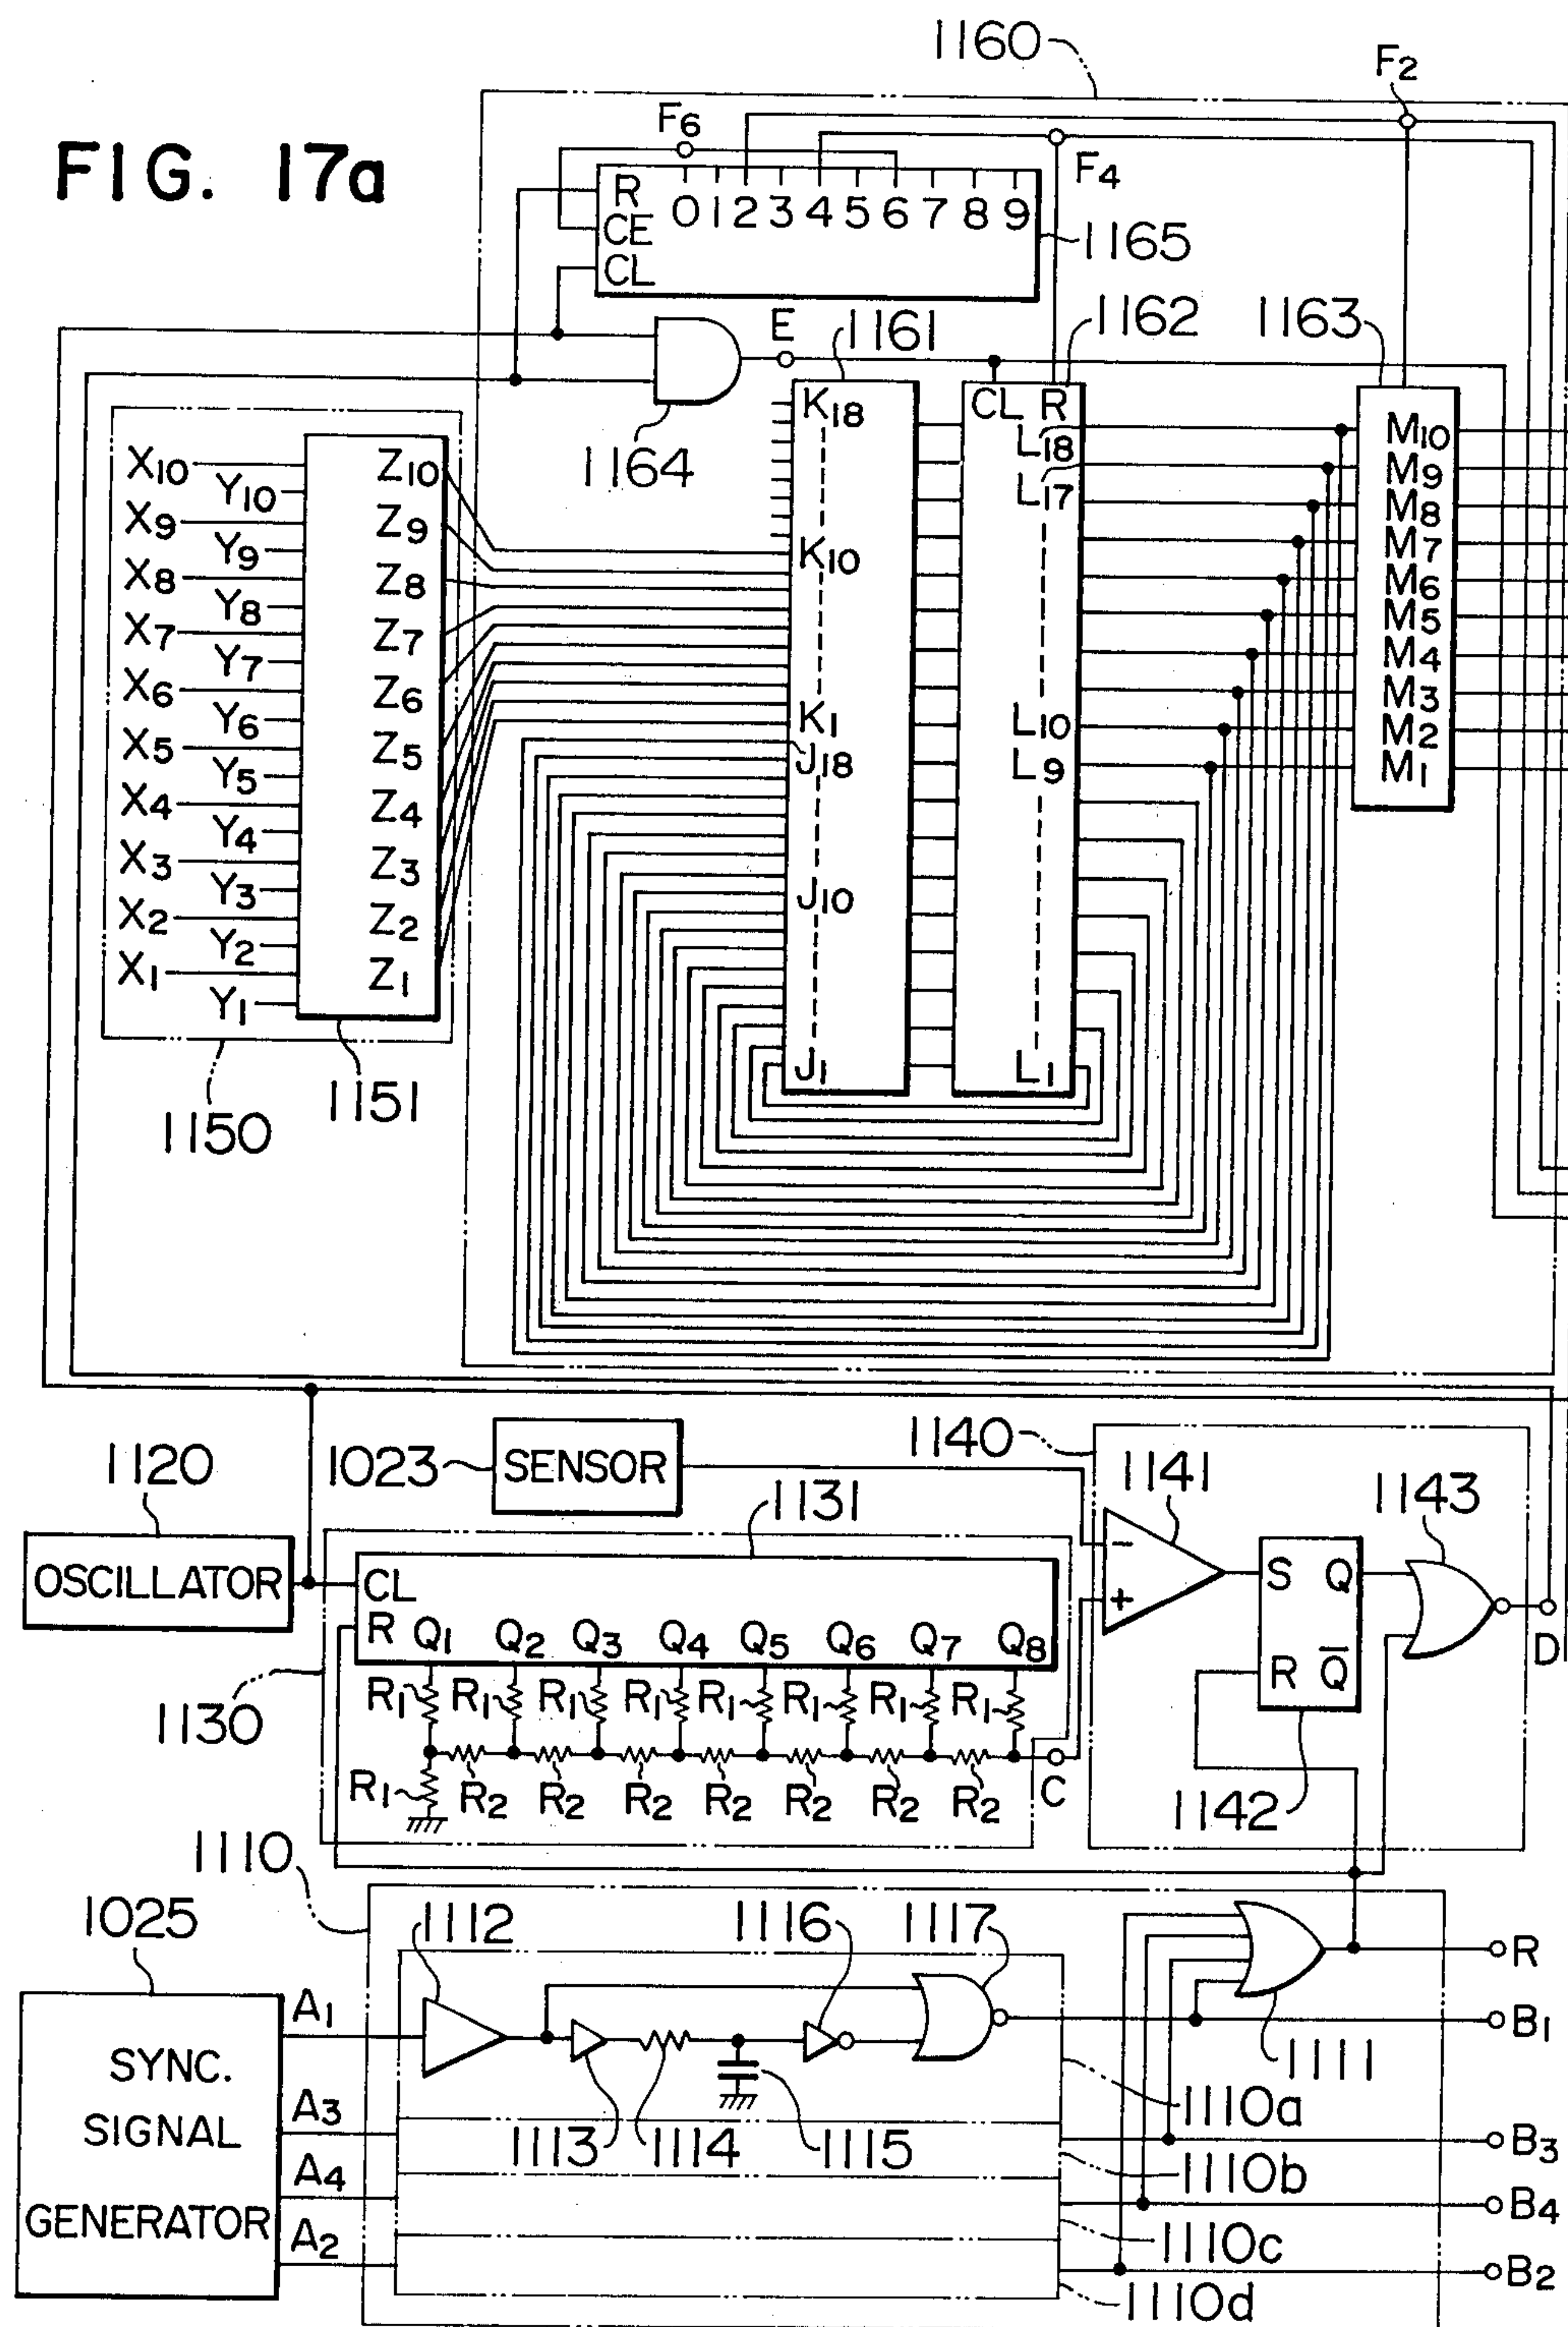 FIG. 17a
1160
F2
F6
F4
R
CE
CL
0 1 2 3 4 5 6 7 8 9
1165
E
1161
1162
1163
1164
K18
K10
K1
J18
J10
J1
CL R
L18
L17
L10
L9
L1
M10
M9
M8
M7
M6
M5
M4
M3
M2
M1
X10
Y10
X9
Y9
X8
Y8
X7
Y7
X6
Y6
X5
Y5
X4
Y4
X3
Y3
X2
Y2
X1
Y1
Z10
Z9
Z8
Z7
Z6
Z5
Z4
Z3
Z2
Z1
1150
1151
1120
OSCILLATOR
1023
SENSOR
1131
CL
R
Q1 Q2 Q3 Q4 Q5 Q6 Q7 Q8
R1 R1 R1 R1 R1 R1 R1 R1
R1
R2 R2 R2 R2 R2 R2 R2
C
1130
1140
1141
-
+
S Q
R Q̅
1142
1143
D
1110
1025
SYNC.
SIGNAL
GENERATOR
A1
A3
A4
A2
1112
1113
1114
1115
1116
1117
1111
R
B1
1110a
B3
1110b
B4
1110c
B2
1110d